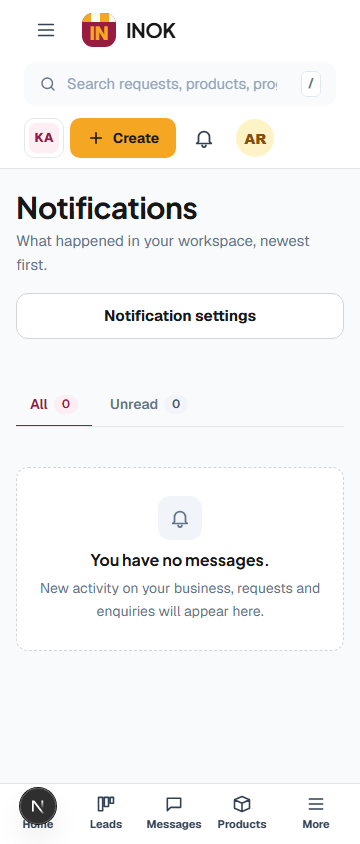 IN INOK
Search requests, products, pro
/
KA
+ Create
AR
Notifications
What happened in your workspace, newest
first.
Notification settings
All 0 Unread 0
You have no messages.
New activity on your business, requests and
enquiries will appear here.
N
Home Leads Messages Products More